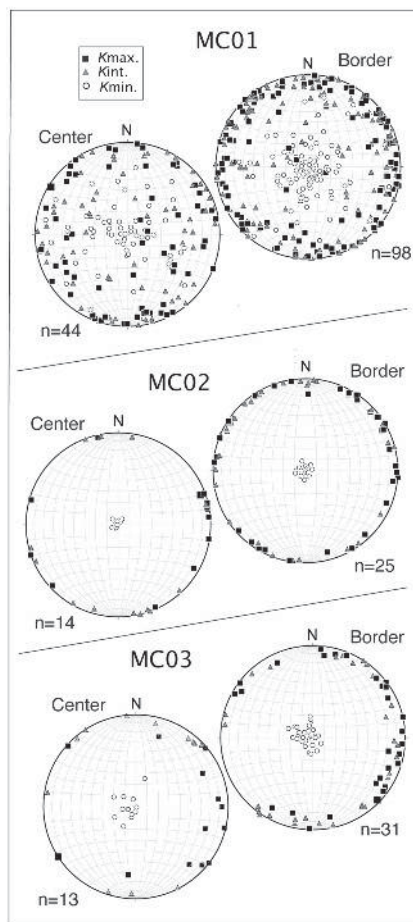 MC01
Kmax.
Kint.
Kmin.
Border
N
Center
N
n=98
n=44
MC02
Border
N
Center
N
n=25
n=14
MC03
N
Border
Center
N
n=31
n=13